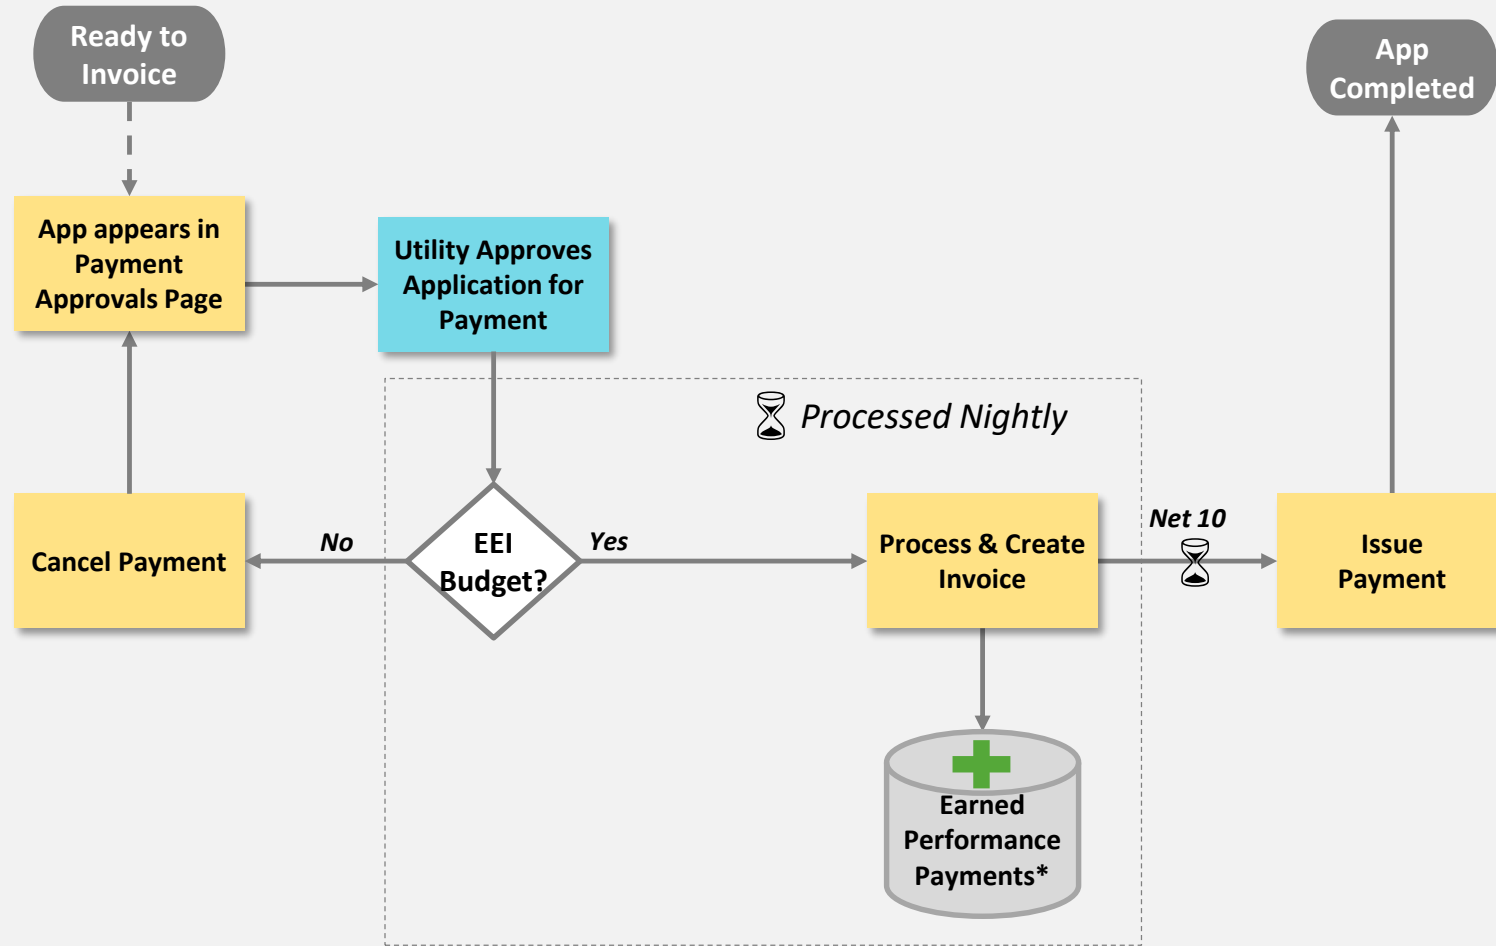 Ready to
Invoice
App
Completed
App appears in
Payment
Approvals Page
Utility Approves
Application for
Payment
Processed Nightly
Cancel Payment
No
EEI
Budget?
Yes
Process & Create
Invoice
Net 10
Issue
Payment
Earned
Performance
Payments*